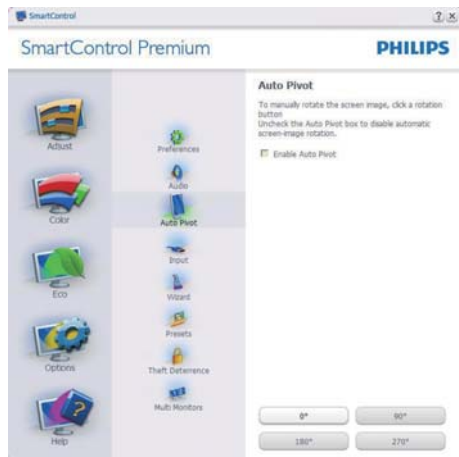 SmartControl
SmartControl Premium
PHILIPS
Adjust
Color
Eco
Options
Help
Preferences
Audio
Auto Pivot
Input
Wizard
Presets
Theft Deterrence
Multi Monitors
Auto Pivot
To manually rotate the screen image, click a rotation
button
Uncheck the Auto Pivot box to disable automatic
screen-image rotation.
Enable Auto Pivot
0°
90°
180°
270°